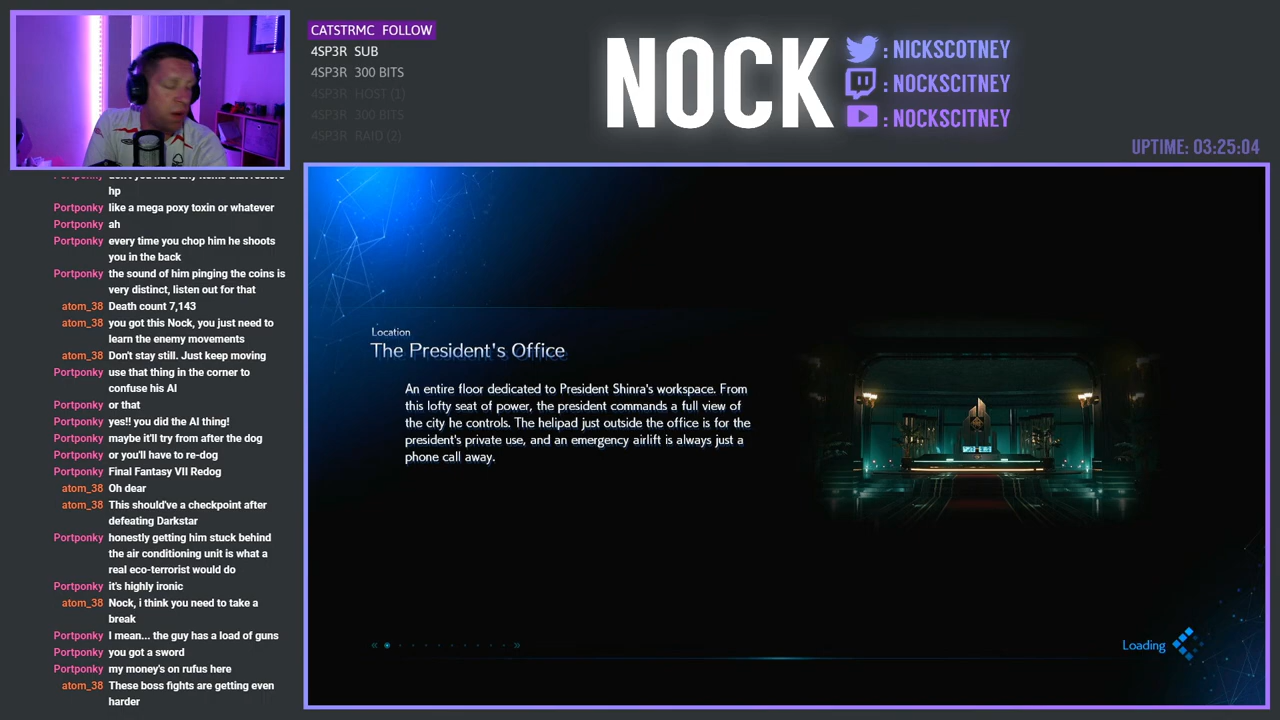 CATSTRMC FOLLOW
4SP3R SUB
4SP3R 300 BITS
4SP3R HOST (1)
4SP3R 300 BITS
4SP3R RAID (2)
NOCK
: NICKSCOTNEY
: NOCKSCITNEY
: NOCKSCITNEY
UPTIME: 03:25:04
hp
Portponky like a mega poxy toxin or whatever
Portponky ah
Portponky every time you chop him he shoots
you in the back
Portponky the sound of him pinging the coins is
very distinct, listen out for that
atom_38 Death count 7,143
atom_38 you got this Nock, you just need to
learn the enemy movements
atom_38 Don't stay still. Just keep moving
Portponky use that thing in the corner to
confuse his AI
Portponky or that
Portponky yes!! you did the AI thing!
Portponky maybe it'll try from after the dog
Portponky or you'll have to re-dog
Portponky Final Fantasy VII Redog
atom_38 Oh dear
atom_38 This should've a checkpoint after
defeating Darkstar
Portponky honestly getting him stuck behind
the air conditioning unit is what a
real eco-terrorist would do
Portponky it's highly ironic
atom_38 Nock, i think you need to take a
break
Portponky I mean... the guy has a load of guns
Portponky you got a sword
Portponky my money's on rufus here
atom_38 These boss fights are getting even
harder
Location
The President's Office
An entire floor dedicated to President Shinra's workspace. From
this lofty seat of power, the president commands a full view of
the city he controls. The helipad just outside the office is for the
president's private use, and an emergency airlift is always just a
phone call away.
Loading